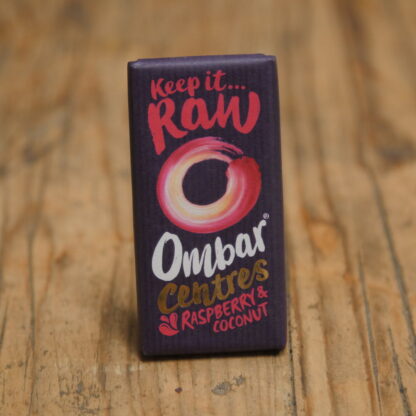 Keep it...
Raw
Ombar®
Centres
RASPBERRY &
COCONUT